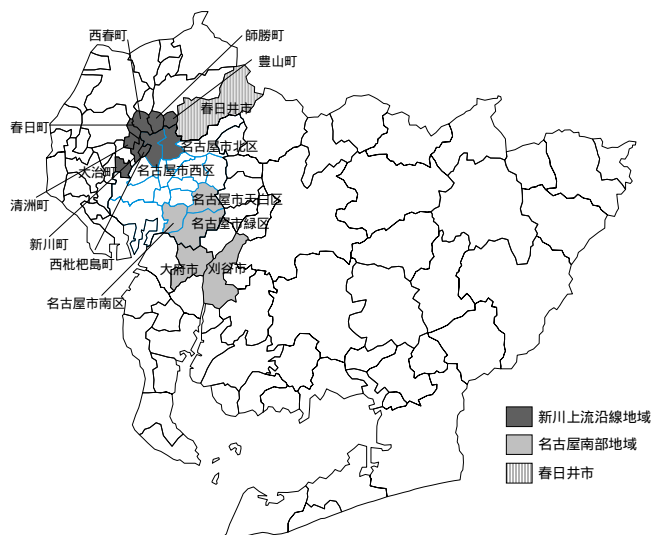 西春町
師勝町
豊山町
春日井市
春日町
名古屋市北区
大治町
名古屋市西区
名古屋市天白区
清洲町
名古屋市緑区
新川町
西枇杷島町
大府市
刈谷市
名古屋市南区
新川上流沿線地域
名古屋南部地域
春日井市